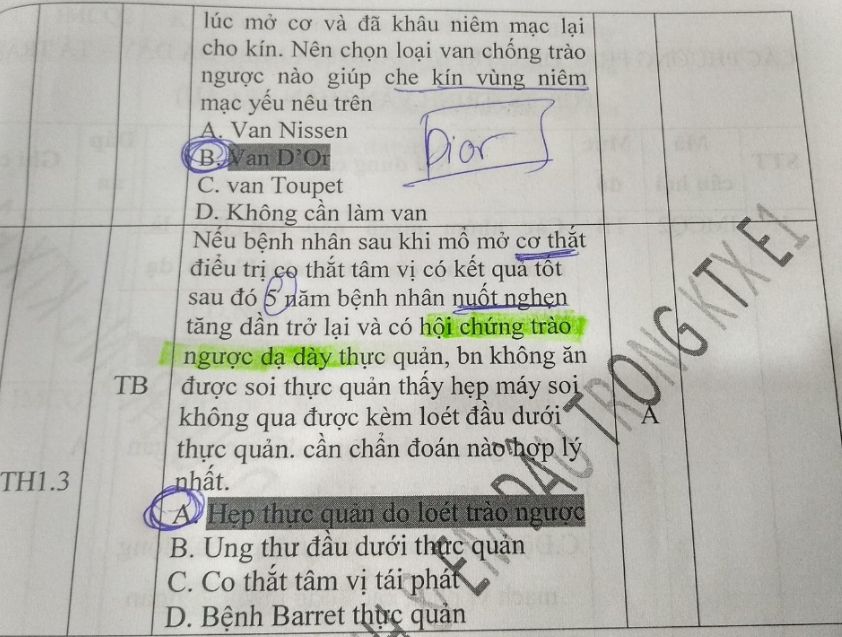 lúc mở cơ và đã khâu niêm mạc lại
cho kín. Nên chọn loại van chống trào
ngược nào giúp che kín vùng niêm
mạc yếu nêu trên
A. Van Nissen
B. Van D'Or
Dior
C. van Toupet
D. Không cần làm van
Nếu bệnh nhân sau khi mổ mở cơ thắt
điều trị co thắt tâm vị có kết quả tốt
sau đó 5 năm bệnh nhân nuốt nghẹn
tăng dần trở lại và có hội chứng trào
ngược dạ dày thực quản, bn không ăn
TB được soi thực quản thấy hẹp máy soi
không qua được kèm loét đầu dưới A
thực quản. cần chẩn đoán nào hợp lý
TH1.3 nhất.
A. Hẹp thực quản do loét trào ngược
B. Ung thư đầu dưới thực quản
C. Co thắt tâm vị tái phát
D. Bệnh Barret thực quản
TRONG KTX E1